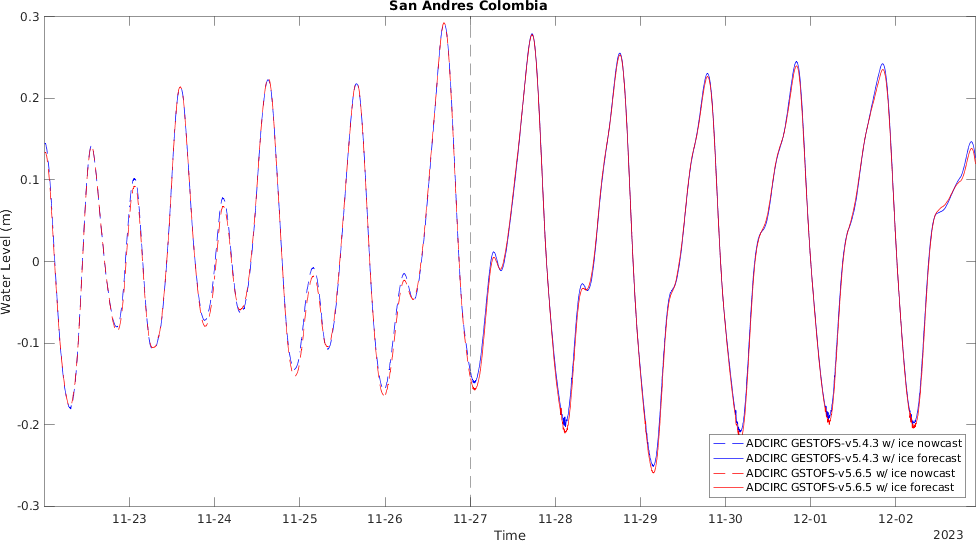 San Andres Colombia
0.3
0.2
0.1
0
-0.1
-0.2
-0.3
Water Level (m)
ADCIRC GESTOFS-v5.4.3 w/ ice nowcast
ADCIRC GESTOFS-v5.4.3 w/ ice forecast
ADCIRC GSTOFS-v5.6.5 w/ ice nowcast
ADCIRC GSTOFS-v5.6.5 w/ ice forecast
11-23 11-24 11-25 11-26 11-27 11-28 11-29 11-30 12-01 12-02
Time
2023